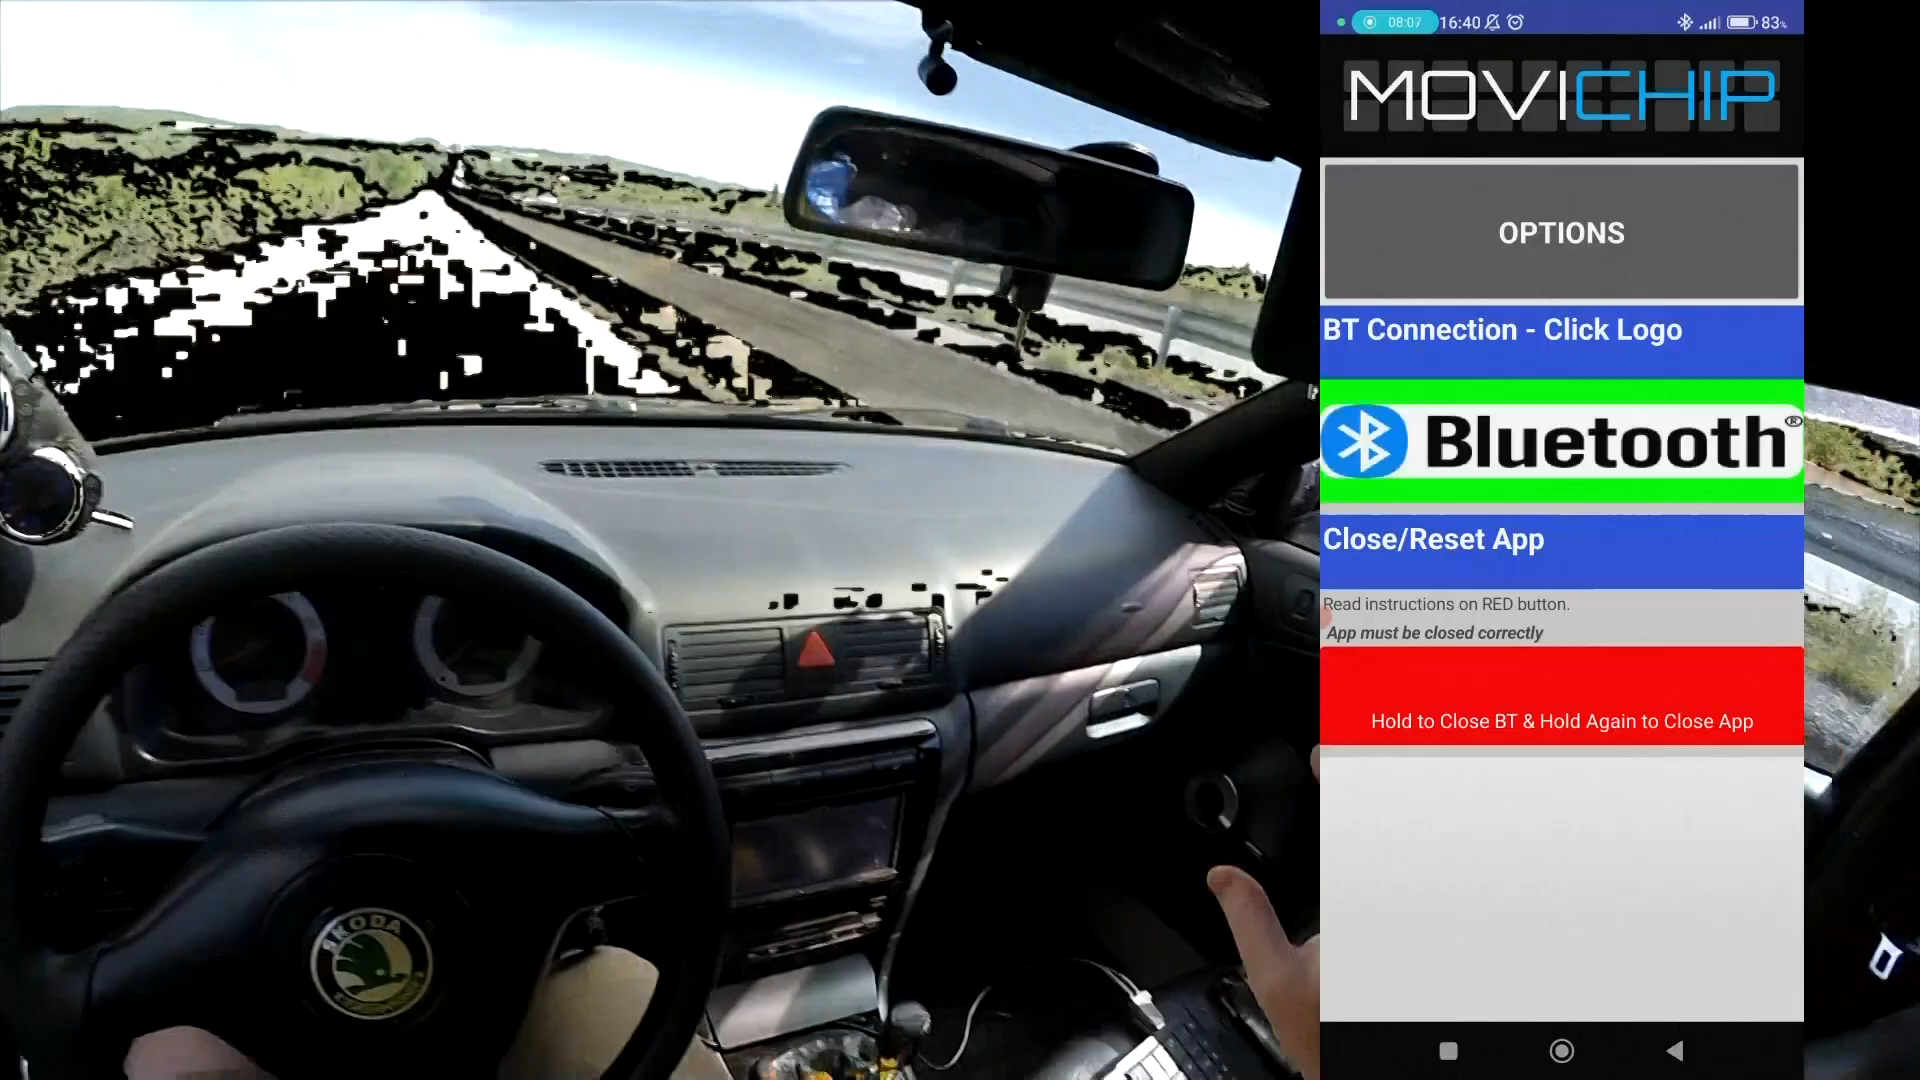 08:07 16:40 83%
MOVICHIP
OPTIONS
BT Connection - Click Logo
Bluetooth®
Close/Reset App
Read instructions on RED button.
App must be closed correctly
Hold to Close BT & Hold Again to Close App
ŠKODA